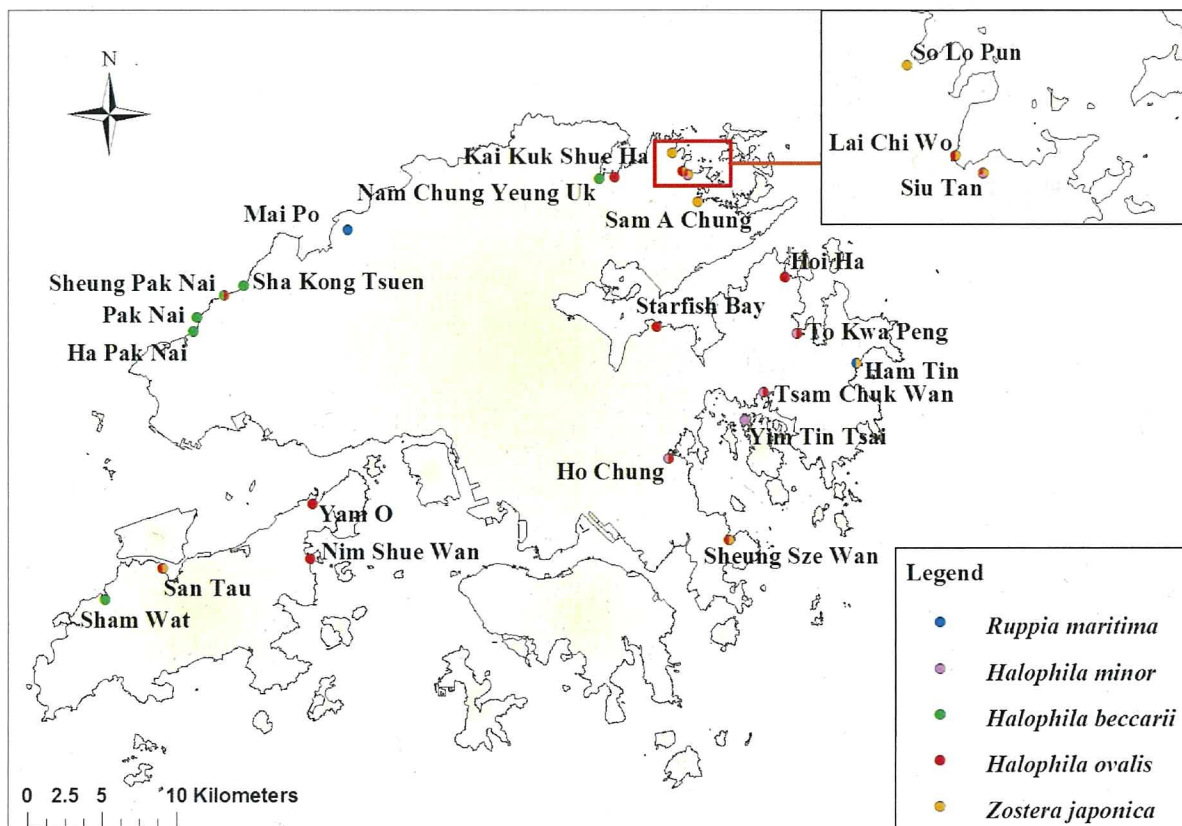 N
So Lo Pun
Lai Chi Wo
Siu Tan
Kai Kuk Shue Ha
Nam Chung Yeung Uk
Sam A Chung
Mai Po
Hoi Ha
Sheung Pak Nai
Sha Kong Tsuen
Pak Nai
Starfish Bay
Ha Pak Nai
To Kwa Peng
Ham Tin
Tsam Chuk Wan
Yim Tin Tsai
Ho Chung
Yam O
Nim Shue Wan
Sheung Sze Wan
San Tau
Sham Wat
Legend
Ruppia maritima
Halophila minor
Halophila beccarii
Halophila ovalis
Zostera japonica
0 2.5 5 10 Kilometers